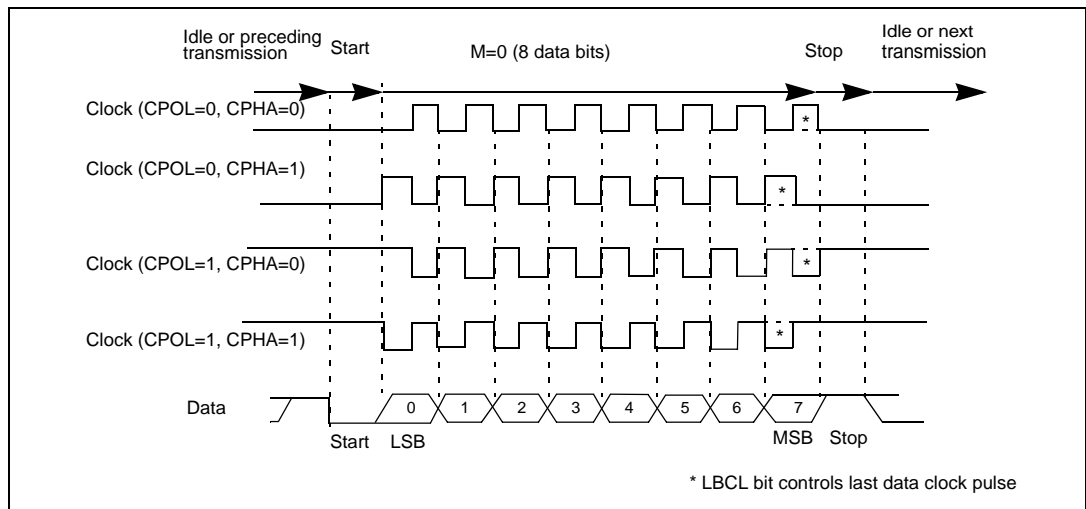 Idle or preceding
transmission
Start
M=0 (8 data bits)
Stop
Idle or next
transmission
Clock (CPOL=0, CPHA=0)
*
Clock (CPOL=0, CPHA=1)
*
Clock (CPOL=1, CPHA=0)
*
Clock (CPOL=1, CPHA=1)
*
Data
0 1 2 3 4 5 6 7
Start LSB MSB Stop
* LBCL bit controls last data clock pulse